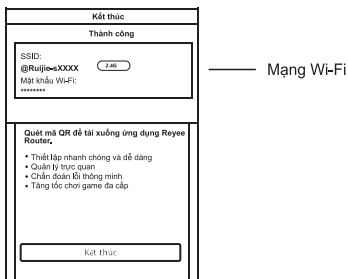 Kết thúc
Thành công
SSID:
@Ruijie-sXXXX 2.4G
Mật khẩu Wi-Fi:
********
Mạng Wi-Fi
Quét mã QR để tải xuống ứng dụng Reyee
Router.
• Thiết lập nhanh chóng và dễ dàng
• Quản lý trực quan
• Chẩn đoán lỗi thông minh
• Tăng tốc chơi game đa cấp
Kết thúc